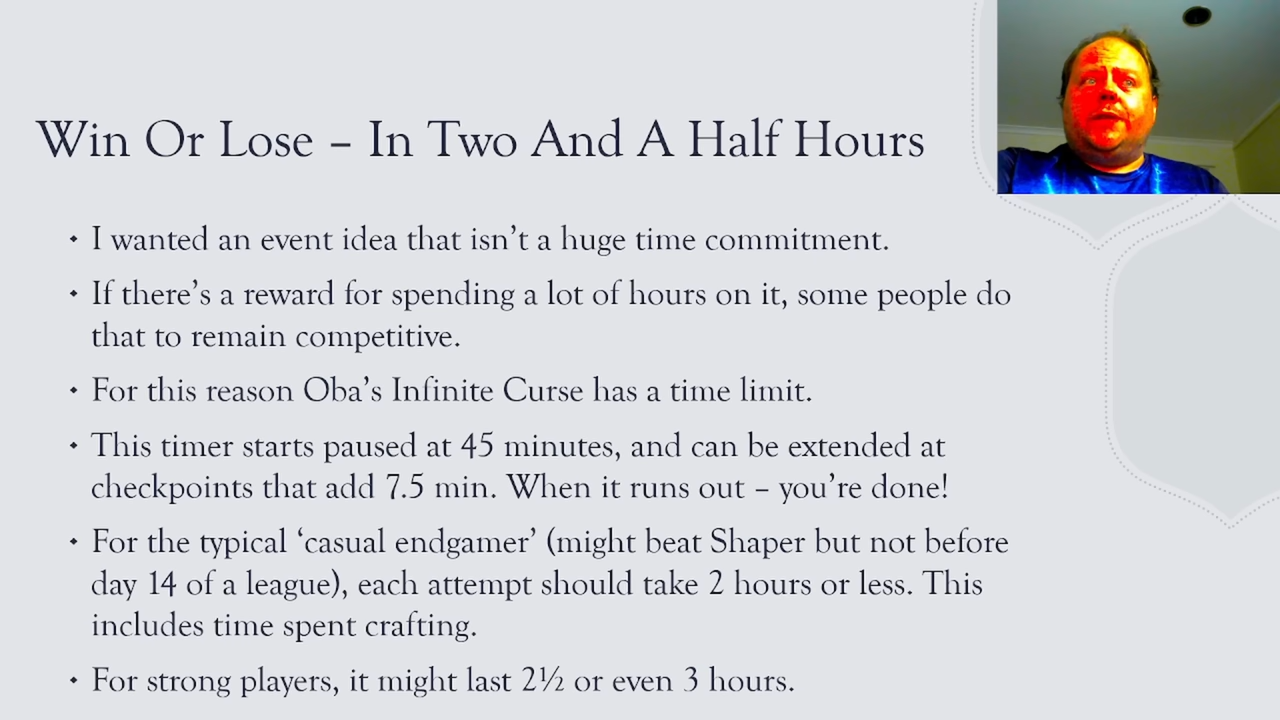 Win Or Lose – In Two And A Half Hours
• I wanted an event idea that isn't a huge time commitment.
• If there's a reward for spending a lot of hours on it, some people do
that to remain competitive.
• For this reason Oba's Infinite Curse has a time limit.
• This timer starts paused at 45 minutes, and can be extended at
checkpoints that add 7.5 min. When it runs out – you're done!
• For the typical ‘casual endgamer’ (might beat Shaper but not before
day 14 of a league), each attempt should take 2 hours or less. This
includes time spent crafting.
• For strong players, it might last 2½ or even 3 hours.